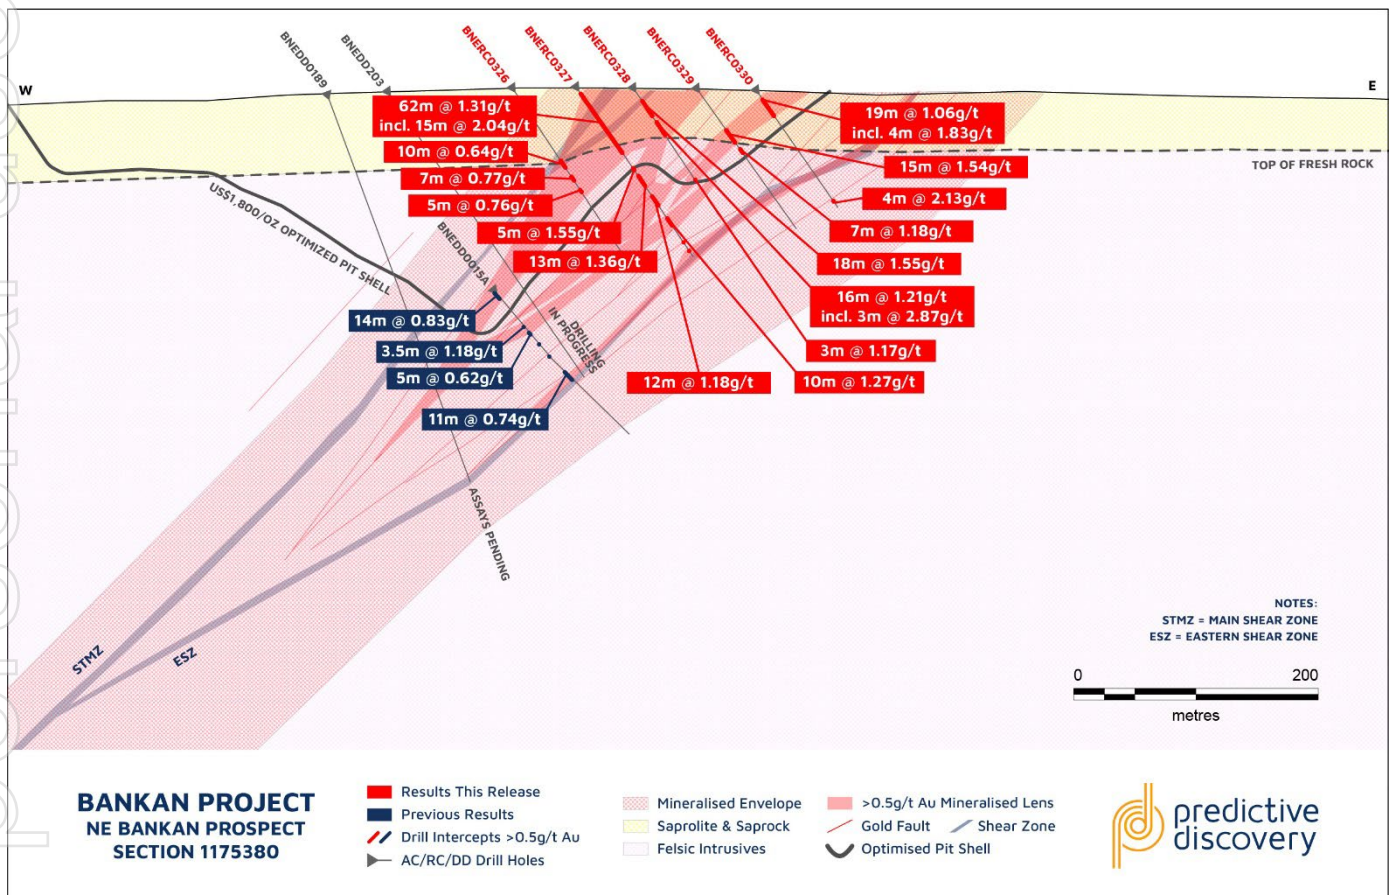 BNEDD0189
BNEDD203
BNERC0326
BNERC0327
BNERC0328
BNERC0329
BNERC0330
W
E
62m @ 1.31g/t
incl. 15m @ 2.04g/t
10m @ 0.64g/t
7m @ 0.77g/t
5m @ 0.76g/t
5m @ 1.55g/t
13m @ 1.36g/t
19m @ 1.06g/t
incl. 4m @ 1.83g/t
15m @ 1.54g/t
TOP OF FRESH ROCK
4m @ 2.13g/t
7m @ 1.18g/t
18m @ 1.55g/t
16m @ 1.21g/t
incl. 3m @ 2.87g/t
3m @ 1.17g/t
10m @ 1.27g/t
12m @ 1.18g/t
US$1,800/OZ OPTIMIZED PIT SHELL
BNEDD0015A
14m @ 0.83g/t
3.5m @ 1.18g/t
5m @ 0.62g/t
11m @ 0.74g/t
DRILLING
IN PROGRESS
ASSAYS PENDING
STMZ
ESZ
NOTES:
STMZ = MAIN SHEAR ZONE
ESZ = EASTERN SHEAR ZONE
0 200
metres
BANKAN PROJECT
NE BANKAN PROSPECT
SECTION 1175380
Results This Release
Previous Results
Drill Intercepts >0.5g/t Au
AC/RC/DD Drill Holes
Mineralised Envelope
Saprolite & Saprock
Felsic Intrusives
>0.5g/t Au Mineralised Lens
Gold Fault
Shear Zone
Optimised Pit Shell
predictive
discovery